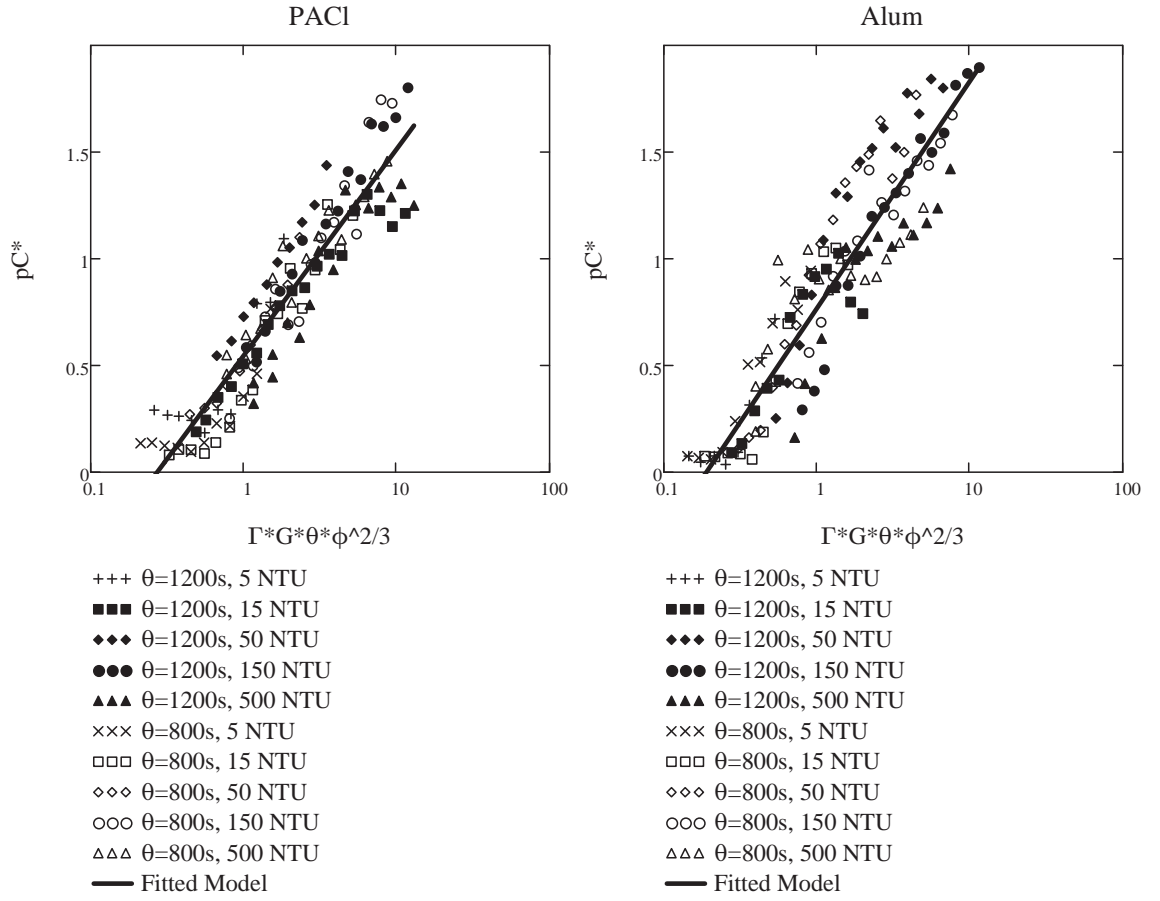 PACl
pC*
1.5
1
0.5
0
0.1
1
10
100
Γ*G*θ*ϕ^2/3
+++ θ=1200s, 5 NTU
■■■ θ=1200s, 15 NTU
◆◆◆ θ=1200s, 50 NTU
●●● θ=1200s, 150 NTU
▲▲▲ θ=1200s, 500 NTU
××× θ=800s, 5 NTU
□□□ θ=800s, 15 NTU
◇◇◇ θ=800s, 50 NTU
○○○ θ=800s, 150 NTU
△△△ θ=800s, 500 NTU
Fitted Model
Alum
pC*
1.5
1
0.5
0
0.1
1
10
100
Γ*G*θ*ϕ^2/3
+++ θ=1200s, 5 NTU
■■■ θ=1200s, 15 NTU
◆◆◆ θ=1200s, 50 NTU
●●● θ=1200s, 150 NTU
▲▲▲ θ=1200s, 500 NTU
××× θ=800s, 5 NTU
□□□ θ=800s, 15 NTU
◇◇◇ θ=800s, 50 NTU
○○○ θ=800s, 150 NTU
△△△ θ=800s, 500 NTU
Fitted Model